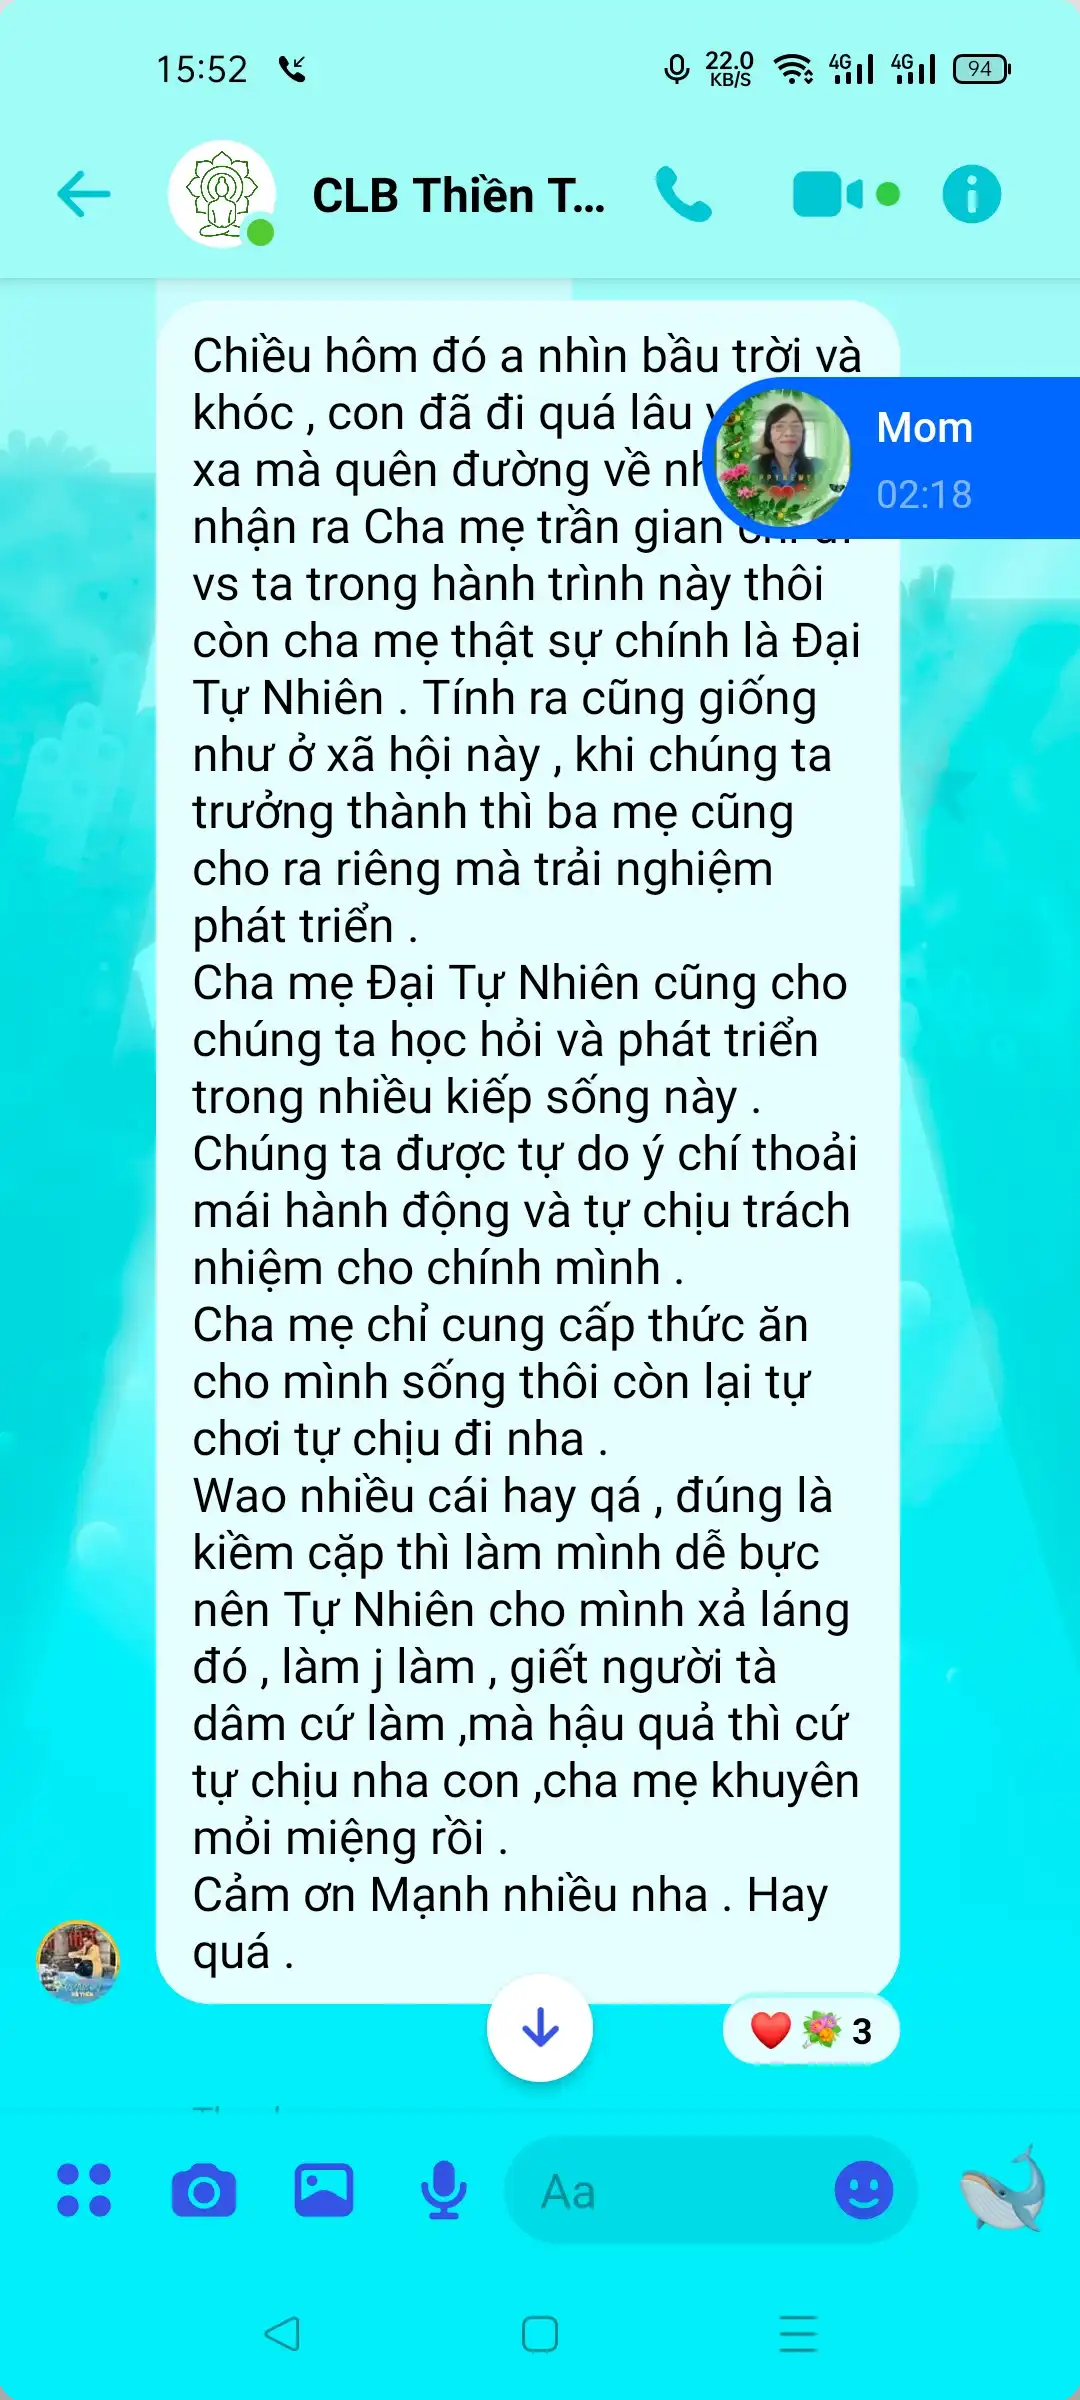 15:52
22.0
KB/S
4G
4G
94
CLB Thiền T...
Chiều hôm đó a nhìn bầu trời và
khóc , con đã đi quá lâu
xa mà quên đường về
nhận ra Cha mẹ trần gian
vs ta trong hành trình này thôi
còn cha mẹ thật sự chính là Đại
Tự Nhiên . Tính ra cũng giống
như ở xã hội này , khi chúng ta
trưởng thành thì ba mẹ cũng
cho ra riêng mà trải nghiệm
phát triển .
Cha mẹ Đại Tự Nhiên cũng cho
chúng ta học hỏi và phát triển
trong nhiều kiếp sống này .
Chúng ta được tự do ý chí thoải
mái hành động và tự chịu trách
nhiệm cho chính mình .
Cha mẹ chỉ cung cấp thức ăn
cho mình sống thôi còn lại tự
chơi tự chịu đi nha .
Wao nhiều cái hay qá , đúng là
kiềm cặp thì làm mình dễ bực
nên Tự Nhiên cho mình xả láng
đó , làm j làm , giết người tà
dâm cứ làm ,mà hậu quả thì cứ
tự chịu nha con ,cha mẹ khuyên
mỏi miệng rồi .
Cảm ơn Mạnh nhiều nha . Hay
quá .
Mom
02:18
3
Aa